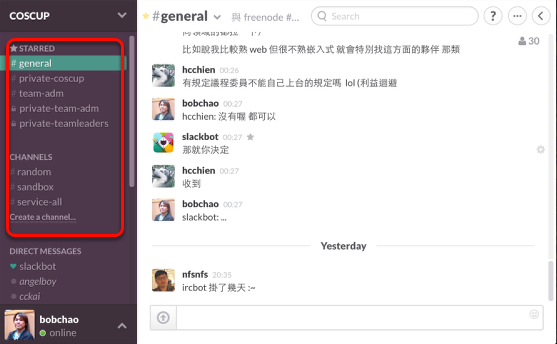 COSCUP
STARRED
# general
# private-coscup
# team-adm
private-team-adm
private-teamleaders
CHANNELS
# random
# sandbox
# service-all
Create a channel...
DIRECT MESSAGES
slackbot
angelboy
cckai
bobchao
online
#general
與 freenode #...
Search
30
比如說我比較熟 web 但很不熟嵌入式 就會特別找這方面的夥伴 那類
hcchien 00:26
有規定議程委員不能自己上台的規定嗎 lol (利益迴避
bobchao 00:27
hcchien: 沒有喔 都可以
slackbot 00:27
那就你決定
hcchien 00:27
收到
bobchao 00:27
slackbot: ...
Yesterday
nfsnfs 20:35
ircbot 掛了幾天 :~